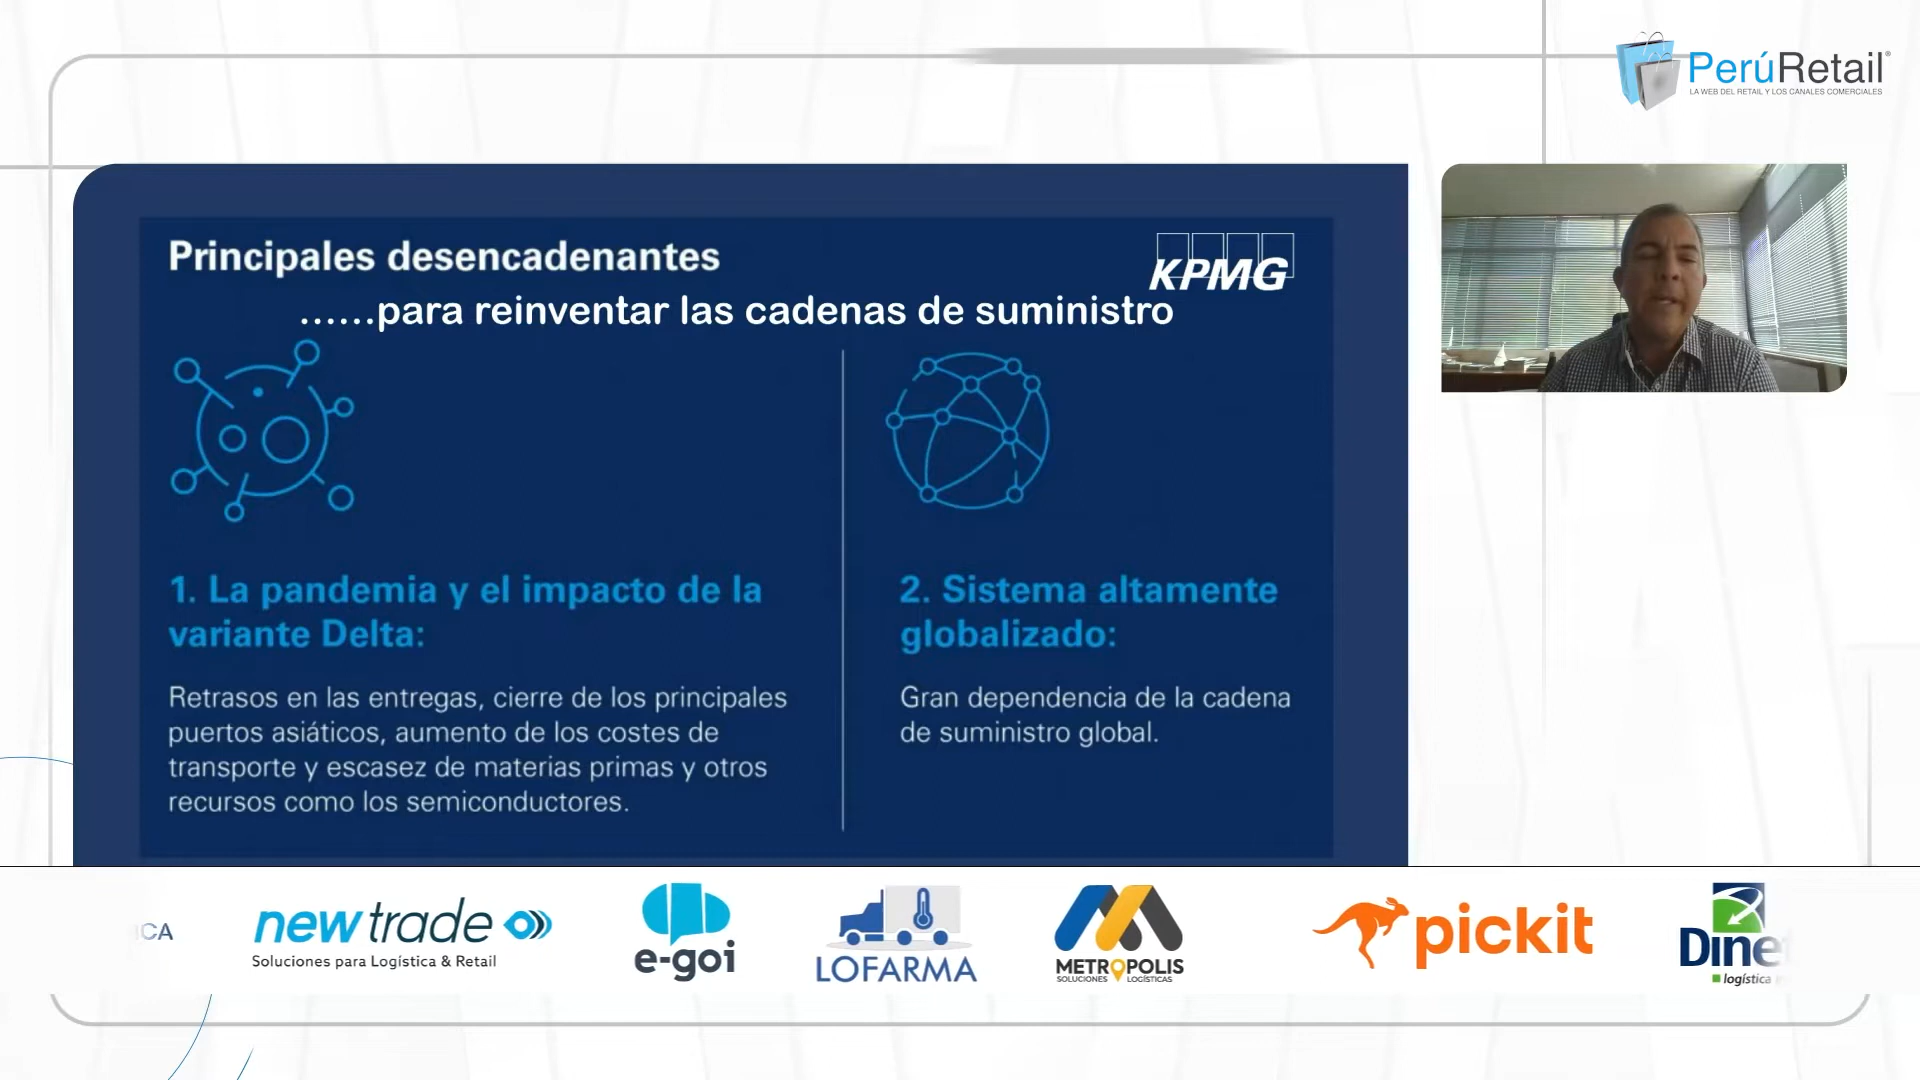 PerúRetail
LA WEB DEL RETAIL Y LOS CANALES COMERCIALES
Principales desencadenantes
KPMG
......para reinventar las cadenas de suministro
1. La pandemia y el impacto de la
variante Delta:
Retrasos en las entregas, cierre de los principales
puertos asiáticos, aumento de los costes de
transporte y escasez de materias primas y otros
recursos como los semiconductores.
2. Sistema altamente
globalizado:
Gran dependencia de la cadena
de suministro global.
ICA
newtrade
Soluciones para Logística & Retail
e-goi
LOFARMA
METROPOLIS
SOLUCIONES LOGÍSTICAS
pickit
Dinet
logística